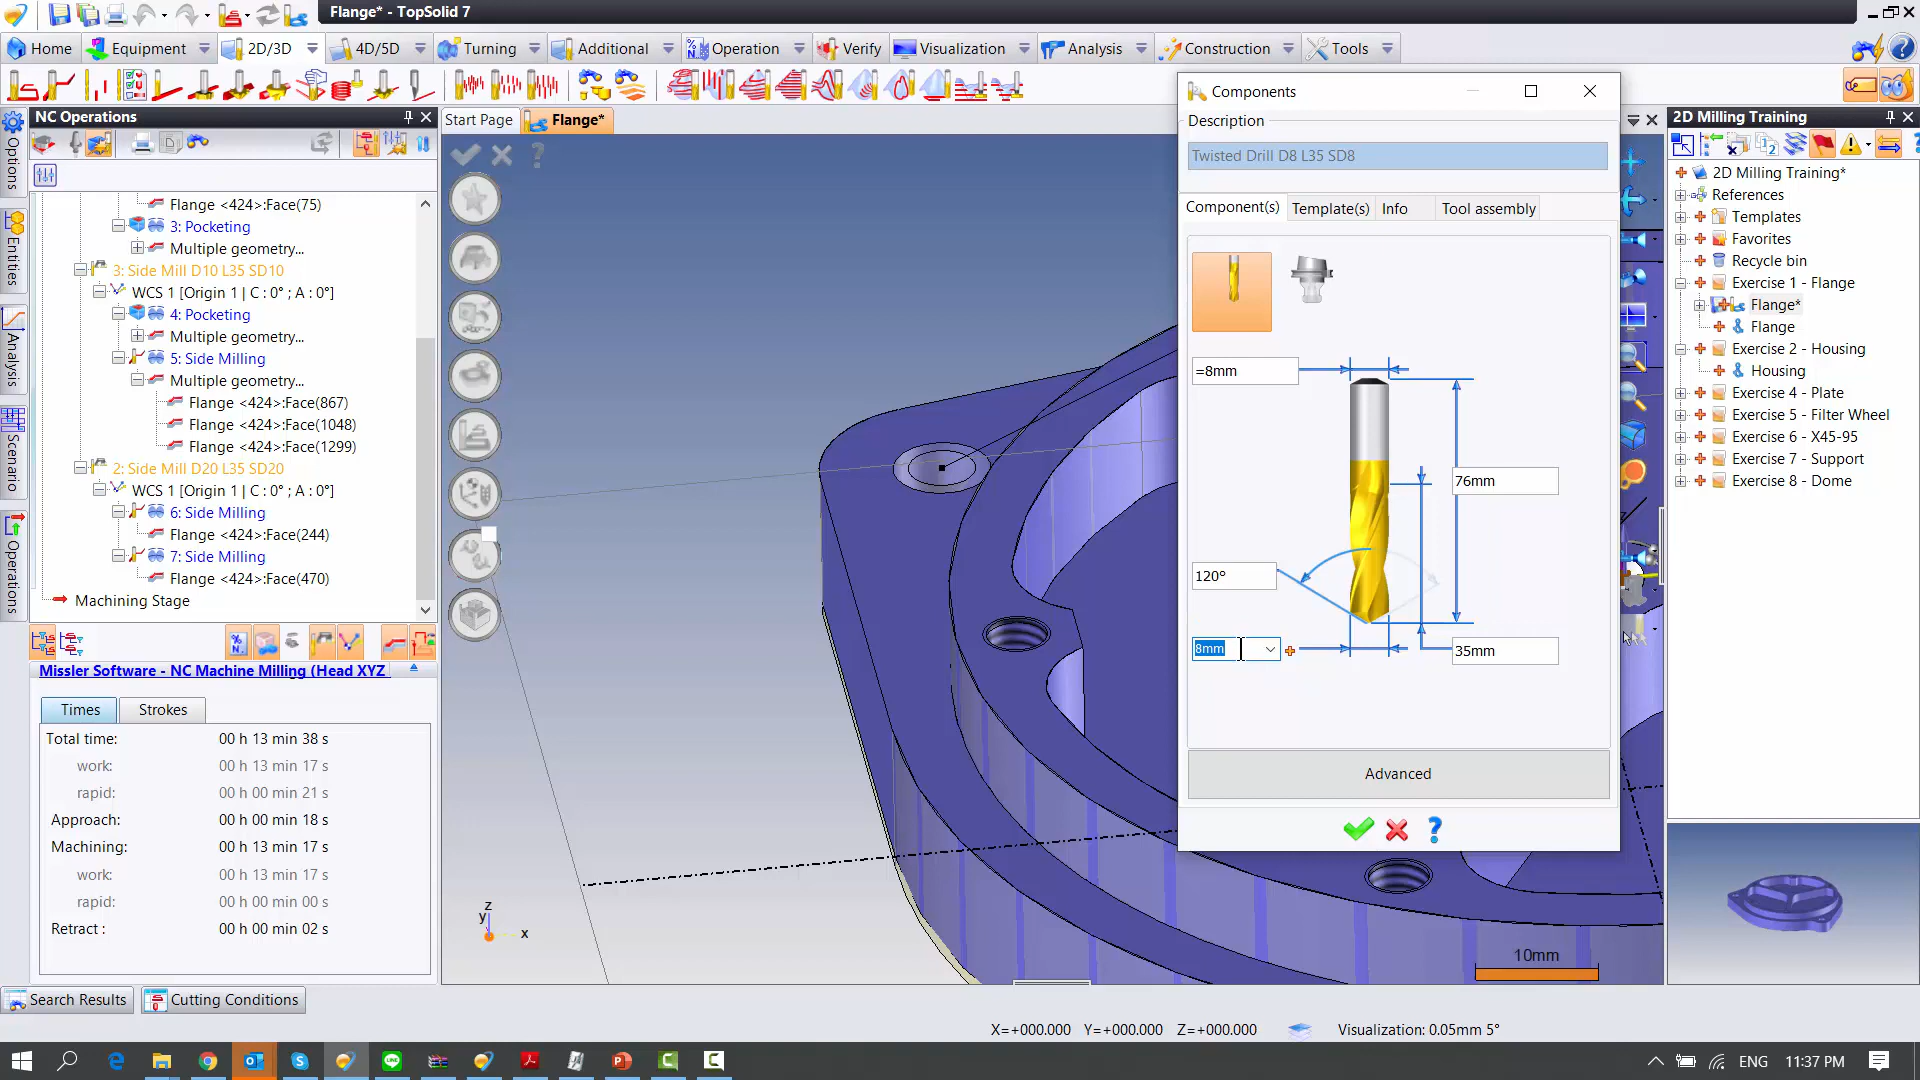 Flange* - TopSolid 7
Home
Equipment
2D/3D
4D/5D
Turning
Additional
Operation
Verify
Visualization
Analysis
Construction
Tools
NC Operations
Options
Entities
Analysis
Scenario
Operations
Flange <424>:Face(75)
3: Pocketing
Multiple geometry...
3: Side Mill D10 L35 SD10
WCS 1 [Origin 1 | C : 0° ; A : 0°]
4: Pocketing
Multiple geometry...
5: Side Milling
Multiple geometry...
Flange <424>:Face(867)
Flange <424>:Face(1048)
Flange <424>:Face(1299)
2: Side Mill D20 L35 SD20
WCS 1 [Origin 1 | C : 0° ; A : 0°]
6: Side Milling
Flange <424>:Face(244)
7: Side Milling
Flange <424>:Face(470)
Machining Stage
Missler Software - NC Machine Milling (Head XYZ
Times
Strokes
Total time: 00 h 13 min 38 s
work: 00 h 13 min 17 s
rapid: 00 h 00 min 21 s
Approach: 00 h 00 min 18 s
Machining: 00 h 13 min 17 s
work: 00 h 13 min 17 s
rapid: 00 h 00 min 00 s
Retract : 00 h 00 min 02 s
Search Results
Cutting Conditions
Start Page
Flange*
z
y
x
10mm
X=+000.000 Y=+000.000 Z=+000.000
Visualization: 0.05mm 5°
Components
Description
Twisted Drill D8 L35 SD8
Component(s)
Template(s)
Info
Tool assembly
=8mm
76mm
120°
8mm
35mm
Advanced
2D Milling Training
2D Milling Training*
References
Templates
Favorites
Recycle bin
Exercise 1 - Flange
Flange*
Flange
Exercise 2 - Housing
Housing
Exercise 4 - Plate
Exercise 5 - Filter Wheel
Exercise 6 - X45-95
Exercise 7 - Support
Exercise 8 - Dome
ENG
11:37 PM